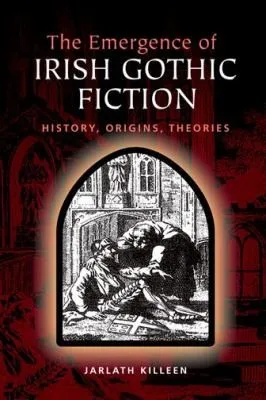 The Emergence of
IRISH GOTHIC
FICTION
HISTORY, ORIGINS, THEORIES
JARLATH KILLEEN